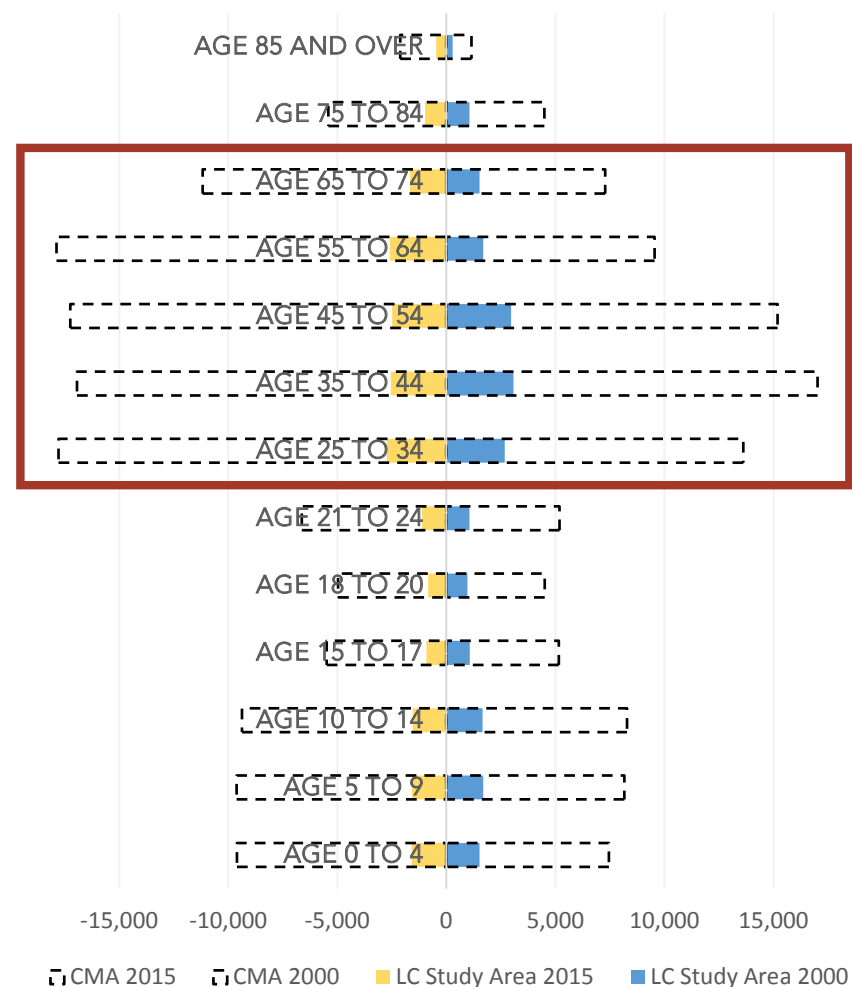 AGE 85 AND OVER
AGE 75 TO 84
AGE 65 TO 74
AGE 55 TO 64
AGE 45 TO 54
AGE 35 TO 44
AGE 25 TO 34
AGE 21 TO 24
AGE 18 TO 20
AGE 15 TO 17
AGE 10 TO 14
AGE 5 TO 9
AGE 0 TO 4
-15,000 -10,000 -5,000 0 5,000 10,000 15,000
CMA 2015 CMA 2000 LC Study Area 2015 LC Study Area 2000